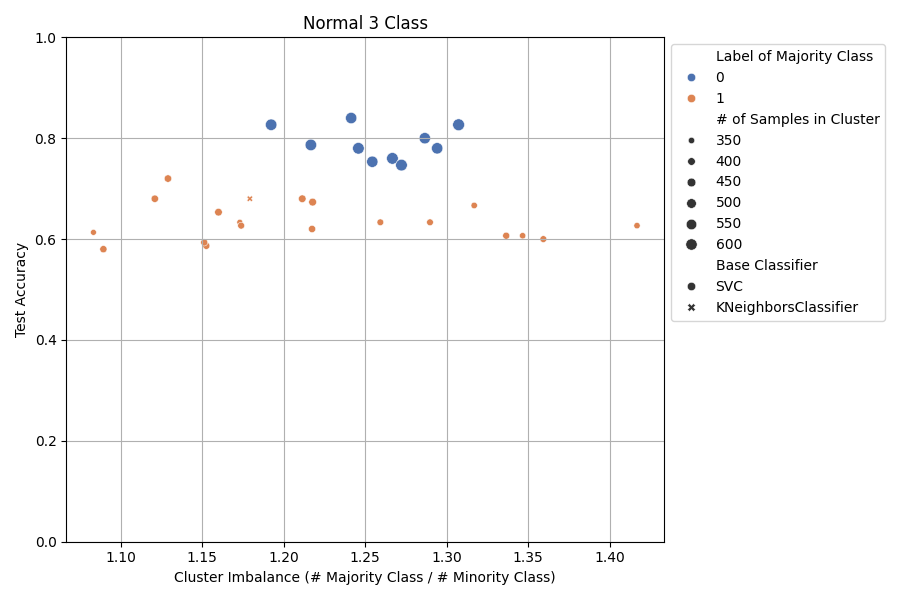 Normal 3 Class
1.0
0.8
0.6
0.4
0.2
0.0
Test Accuracy
1.10 1.15 1.20 1.25 1.30 1.35 1.40
Cluster Imbalance (# Majority Class / # Minority Class)
Label of Majority Class
0
1
# of Samples in Cluster
350
400
450
500
550
600
Base Classifier
SVC
KNeighborsClassifier